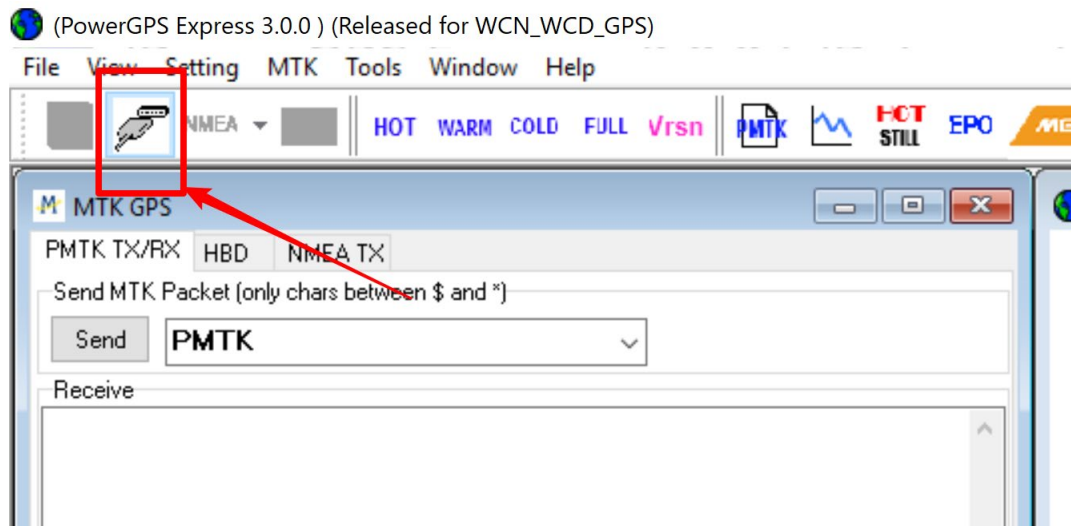 (PowerGPS Express 3.0.0 ) (Released for WCN_WCD_GPS)
File View Setting MTK Tools Window Help
NMEA HOT WARM COLD FULL Vrsn PMTK HOT STILL EPO
MTK GPS
PMTK TX/RX HBD NMEA TX
Send MTK Packet (only chars between $ and *)
Send PMTK
Receive